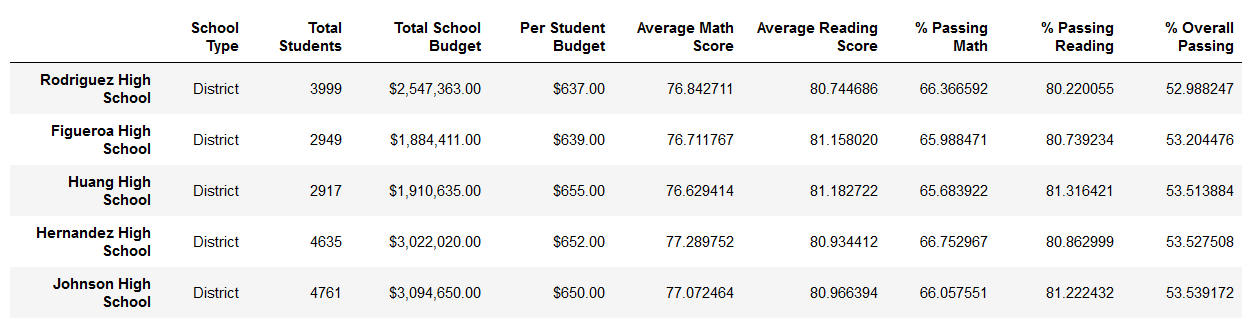 School Type Total Students Total School Budget Per Student Budget Average Math Score Average Reading Score % Passing Math % Passing Reading % Overall Passing
Rodriguez High School District 3999 $2,547,363.00 $637.00 76.842711 80.744686 66.366592 80.220055 52.988247
Figueroa High School District 2949 $1,884,411.00 $639.00 76.711767 81.158020 65.988471 80.739234 53.204476
Huang High School District 2917 $1,910,635.00 $655.00 76.629414 81.182722 65.683922 81.316421 53.513884
Hernandez High School District 4635 $3,022,020.00 $652.00 77.289752 80.934412 66.752967 80.862999 53.527508
Johnson High School District 4761 $3,094,650.00 $650.00 77.072464 80.966394 66.057551 81.222432 53.539172